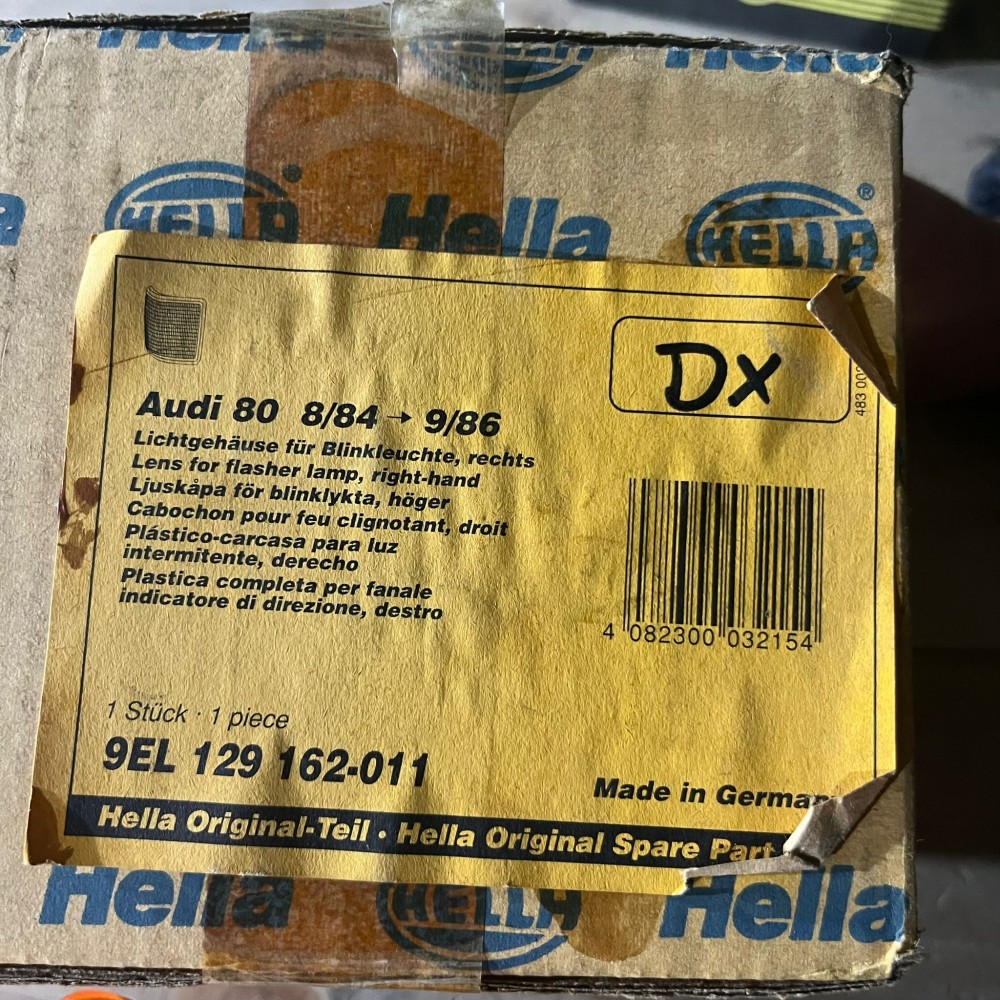 Hella Hella
HELLA® Hella HELLA®
DX
483 00
Audi 80 8/84 → 9/86
Lichtgehäuse für Blinkleuchte, rechts
Lens for flasher lamp, right-hand
Ljuskåpa för blinklykta, höger
Cabochon pour feu clignotant, droit
Plástico-carcasa para luz
intermitente, derecho
Plastica completa per fanale
indicatore di direzione, destro
4 082300 032154
1 Stück · 1 piece
9EL 129 162-011
Made in German
Hella Original-Teil • Hella Original Spare Part
Hella HELLA Hella